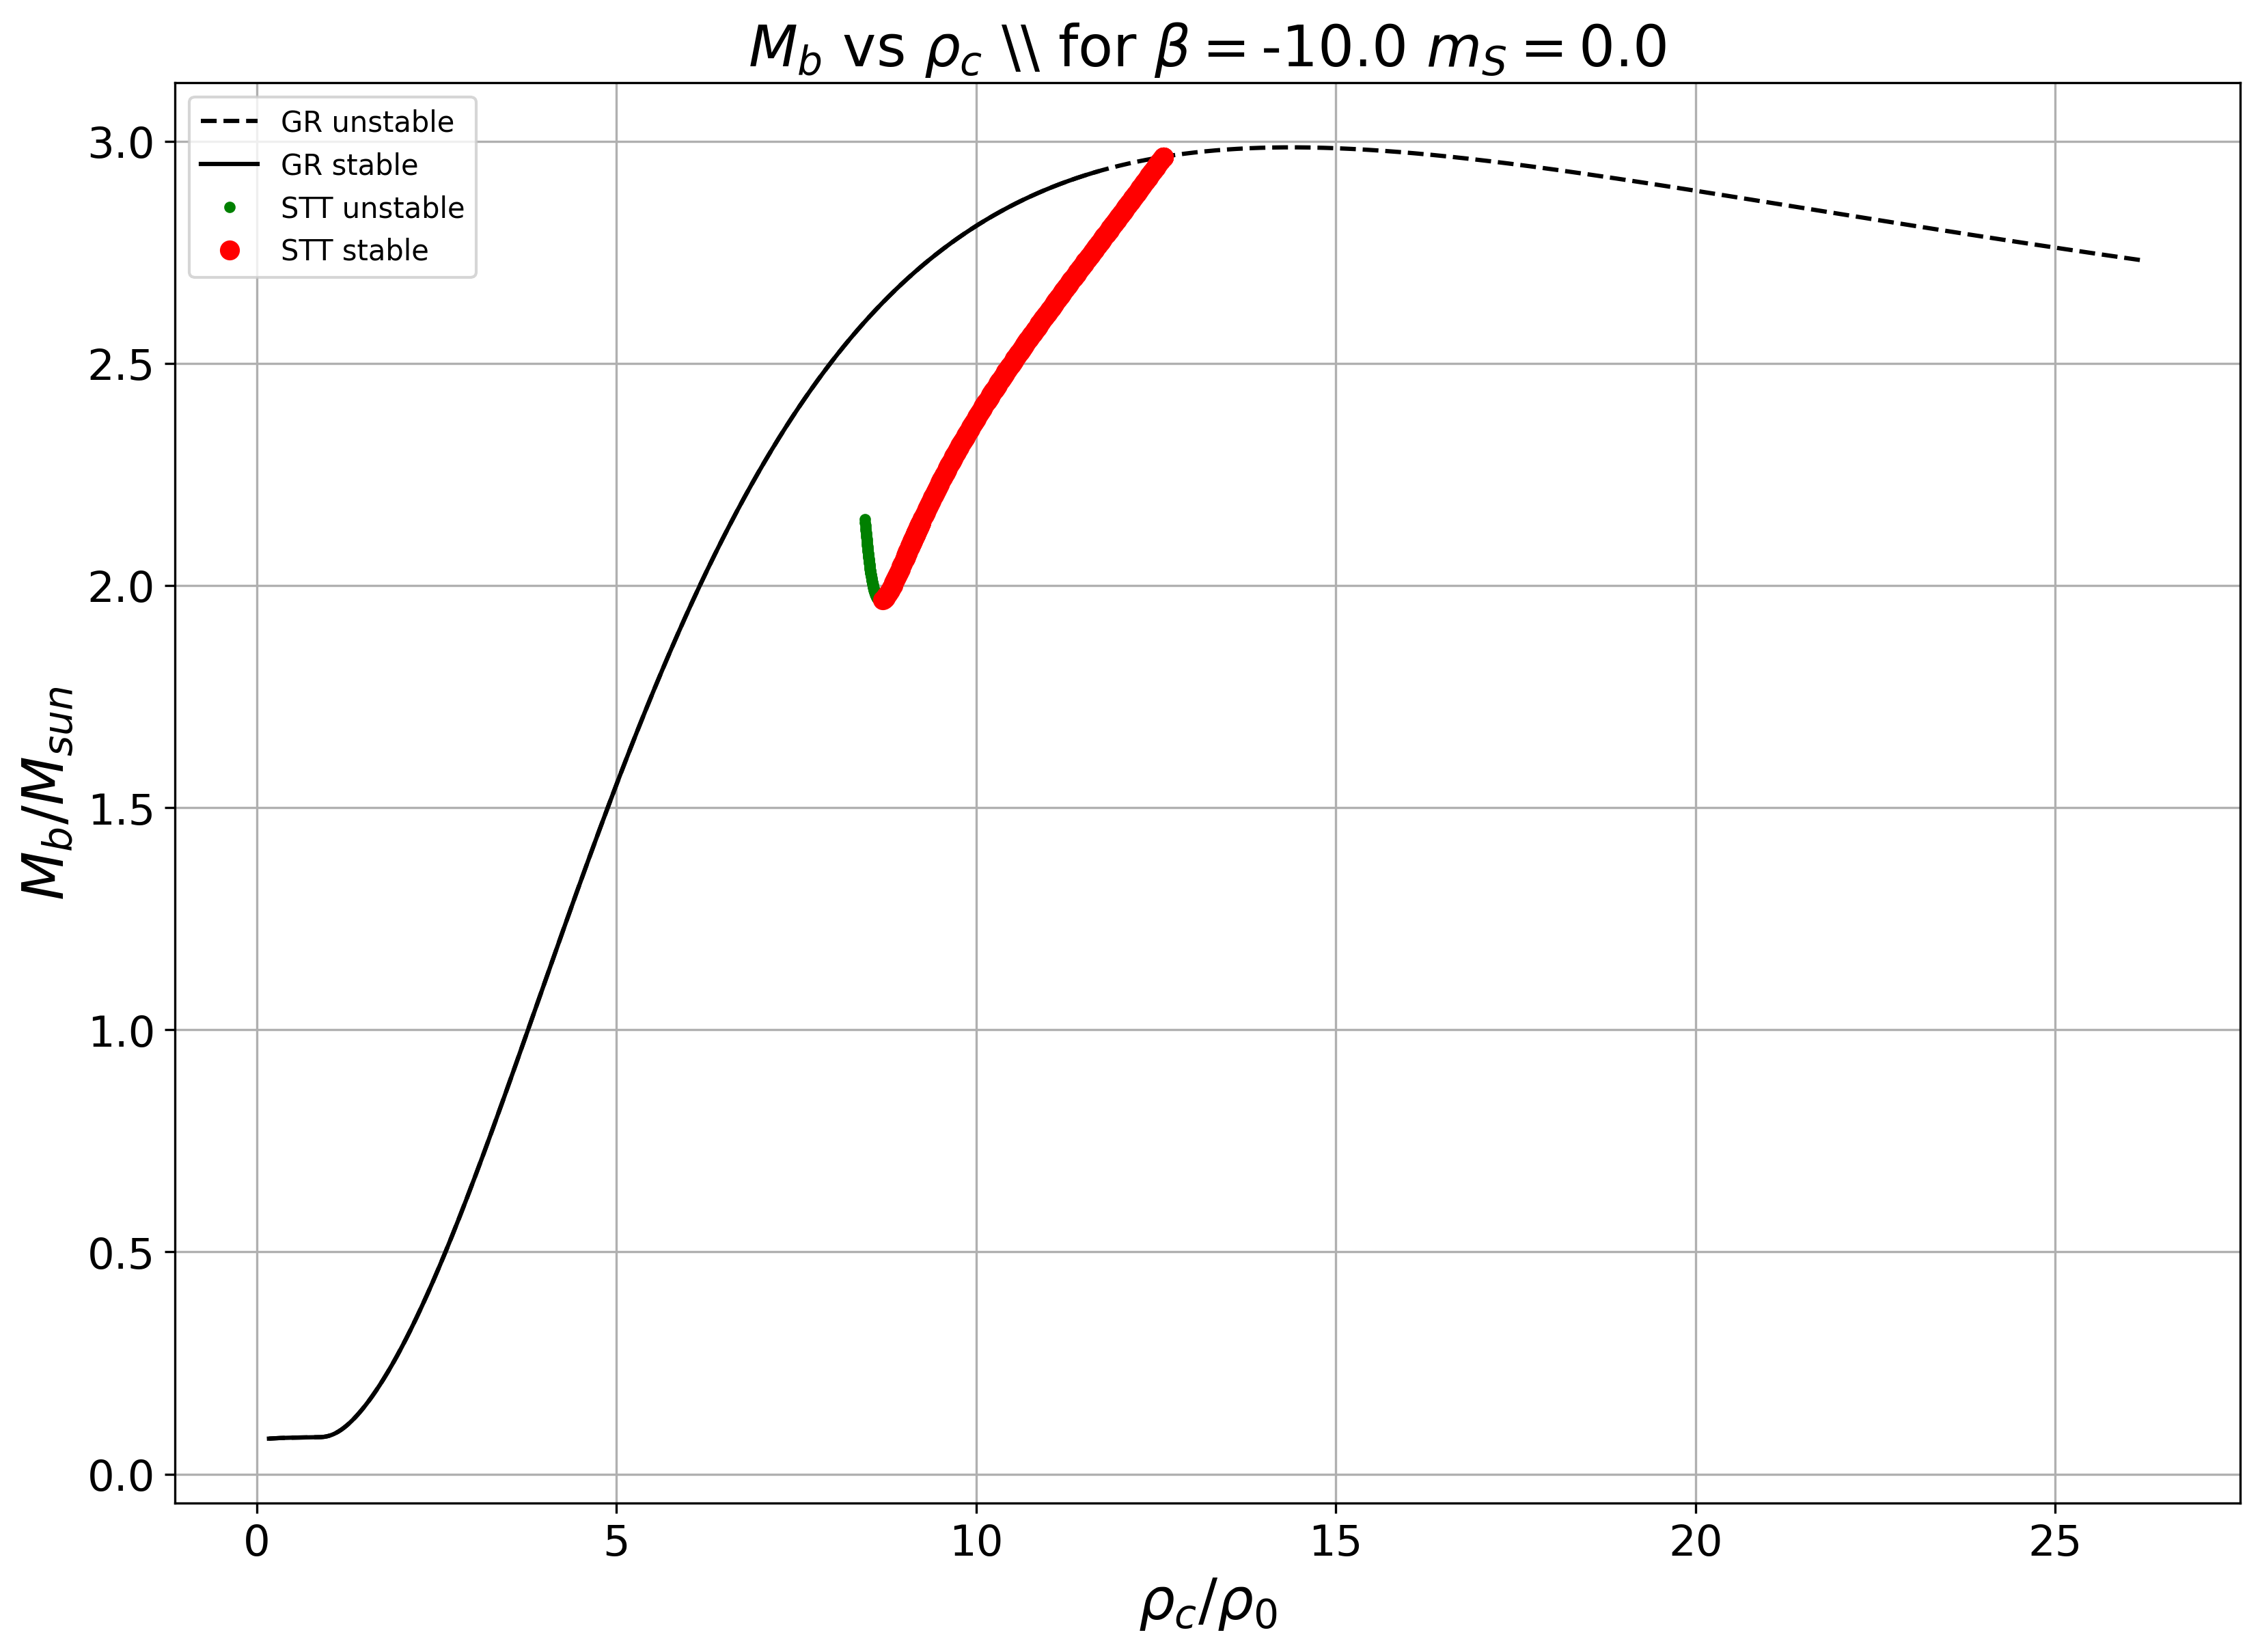 M_b vs ρ_c \\ for β = -10.0 m_S = 0.0
GR unstable
GR stable
STT unstable
STT stable
3.0
2.5
2.0
1.5
1.0
0.5
0.0
M_b/M_sun
0 5 10 15 20 25
ρ_c/ρ_0